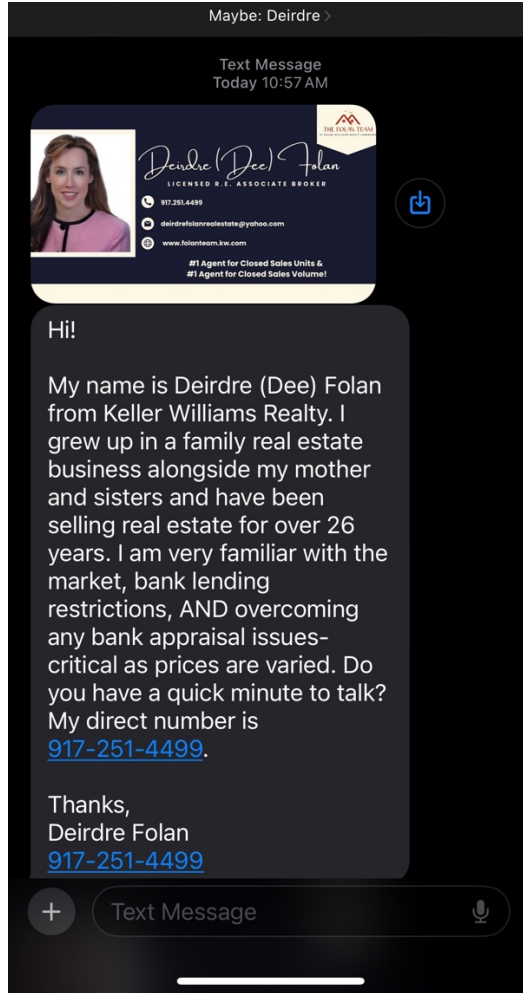 Maybe: Deirdre >
Text Message
Today 10:57 AM
THE FOLAN TEAM
Deirdre (Dee) Folan
LICENSED R.E. ASSOCIATE BROKER
917.251.4499
deirdrefolanrealestate@yahoo.com
www.folanteam.kw.com
#1 Agent for Closed Sales Units &
#1 Agent for Closed Sales Volume!
Hi!
My name is Deirdre (Dee) Folan
from Keller Williams Realty. I
grew up in a family real estate
business alongside my mother
and sisters and have been
selling real estate for over 26
years. I am very familiar with the
market, bank lending
restrictions, AND overcoming
any bank appraisal issues-
critical as prices are varied. Do
you have a quick minute to talk?
My direct number is
917-251-4499.
Thanks,
Deirdre Folan
917-251-4499
Text Message